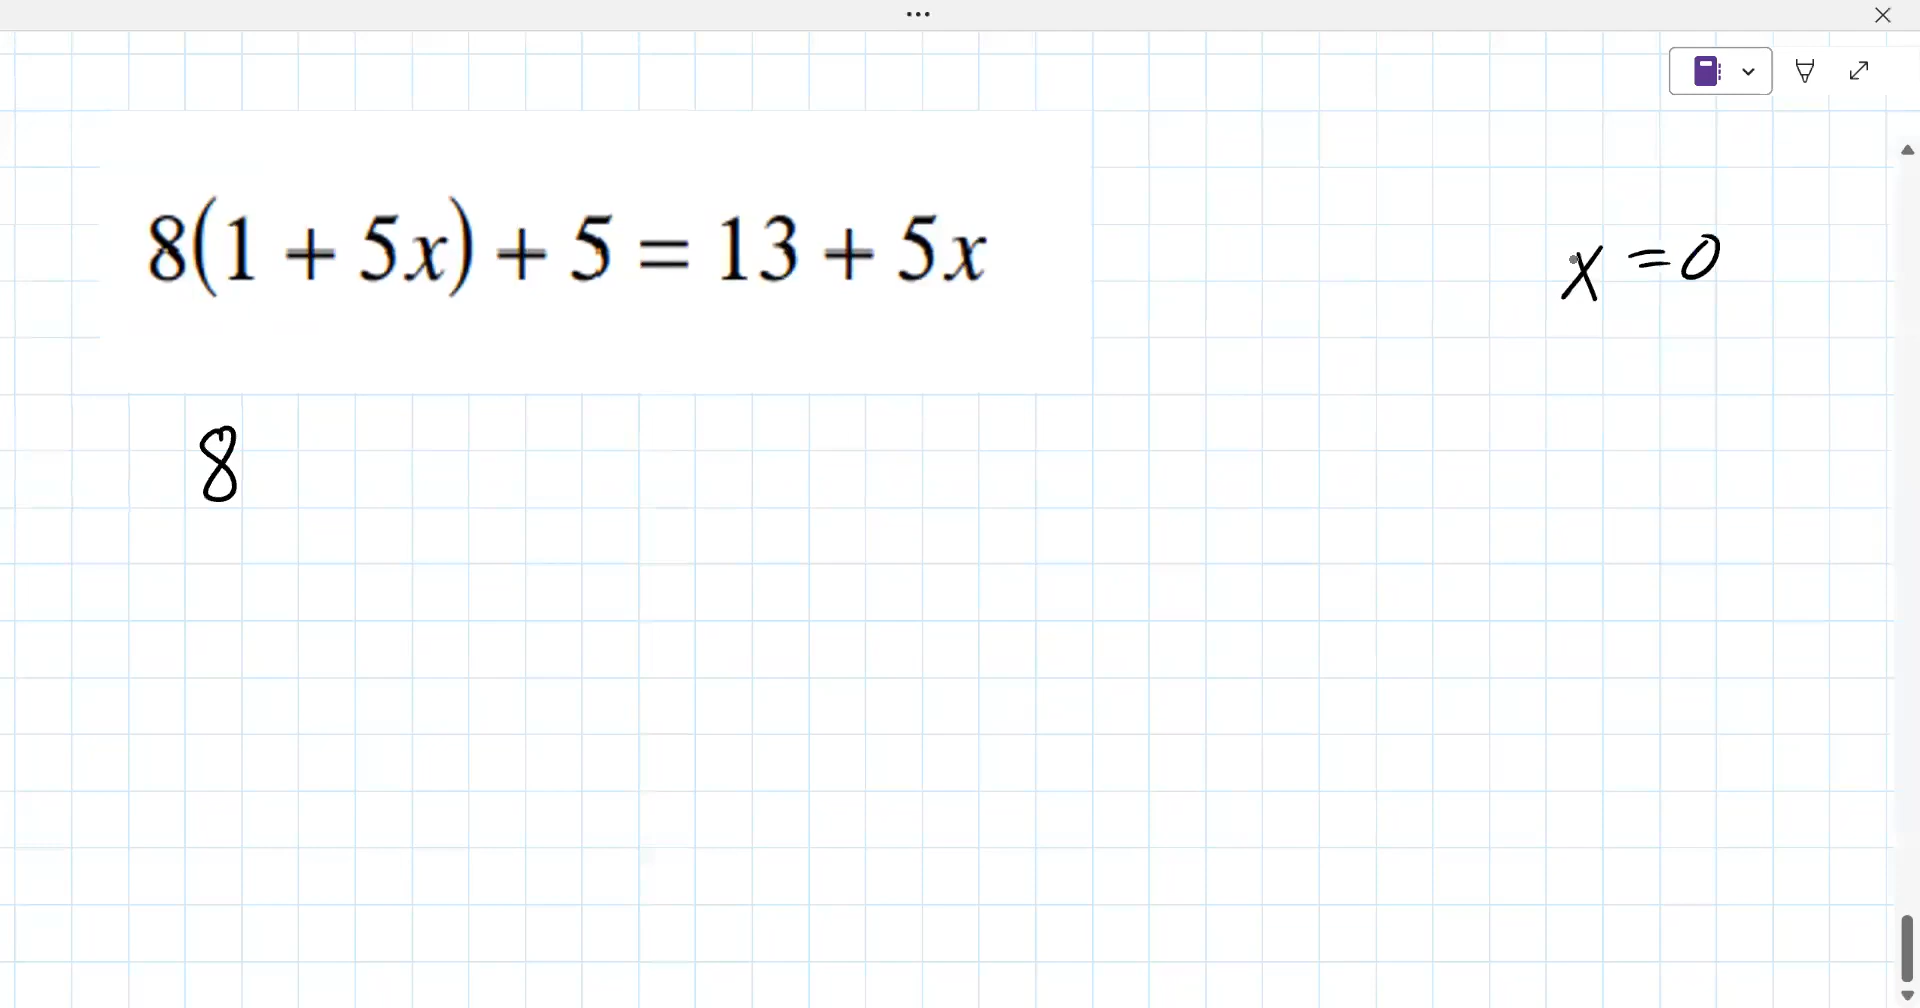 8(1 + 5x) + 5 = 13 + 5x
x = 0
8